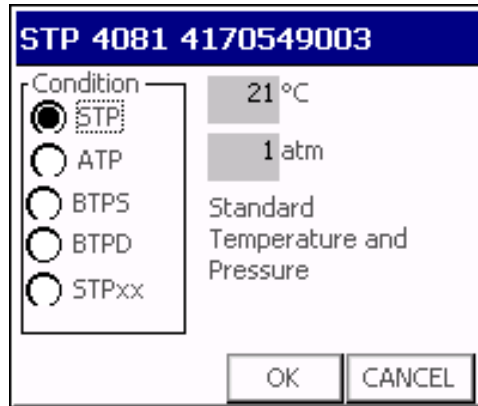 STP 4081 4170549003
Condition
STP
ATP
BTPS
BTPD
STPxx
21 °C
1 atm
Standard
Temperature and
Pressure
OK CANCEL